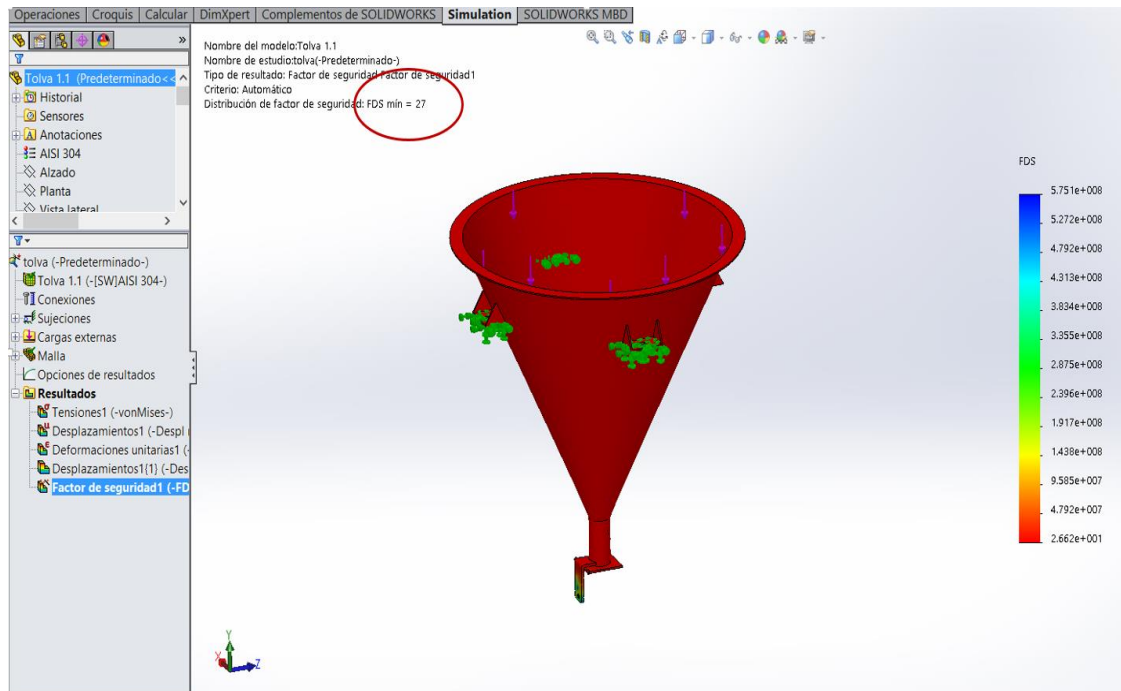 Operaciones Croquis Calcular DimXpert Complementos de SOLIDWORKS Simulation SOLIDWORKS MBD
»
Tolva 1.1 (Predeterminado<<
Historial
Sensores
Anotaciones
AISI 304
Alzado
Planta
Vista lateral
tolva (-Predeterminado-)
Tolva 1.1 (-[SW]AISI 304-)
Conexiones
Sujeciones
Cargas externas
Malla
Opciones de resultados
Resultados
Tensiones1 (-vonMises-)
Desplazamientos1 (-Despl
Deformaciones unitarias1 (-
Desplazamientos1{1} (-Des
Factor de seguridad1 (-FD
Nombre del modelo:Tolva 1.1
Nombre de estudio:tolva(-Predeterminado-)
Tipo de resultado: Factor de seguridad Factor de seguridad1
Criterio: Automático
Distribución de factor de seguridad: FDS mín = 27
FDS
5.751e+008
5.272e+008
4.792e+008
4.313e+008
3.834e+008
3.355e+008
2.875e+008
2.396e+008
1.917e+008
1.438e+008
9.585e+007
4.792e+007
2.662e+001
Y
X
Z